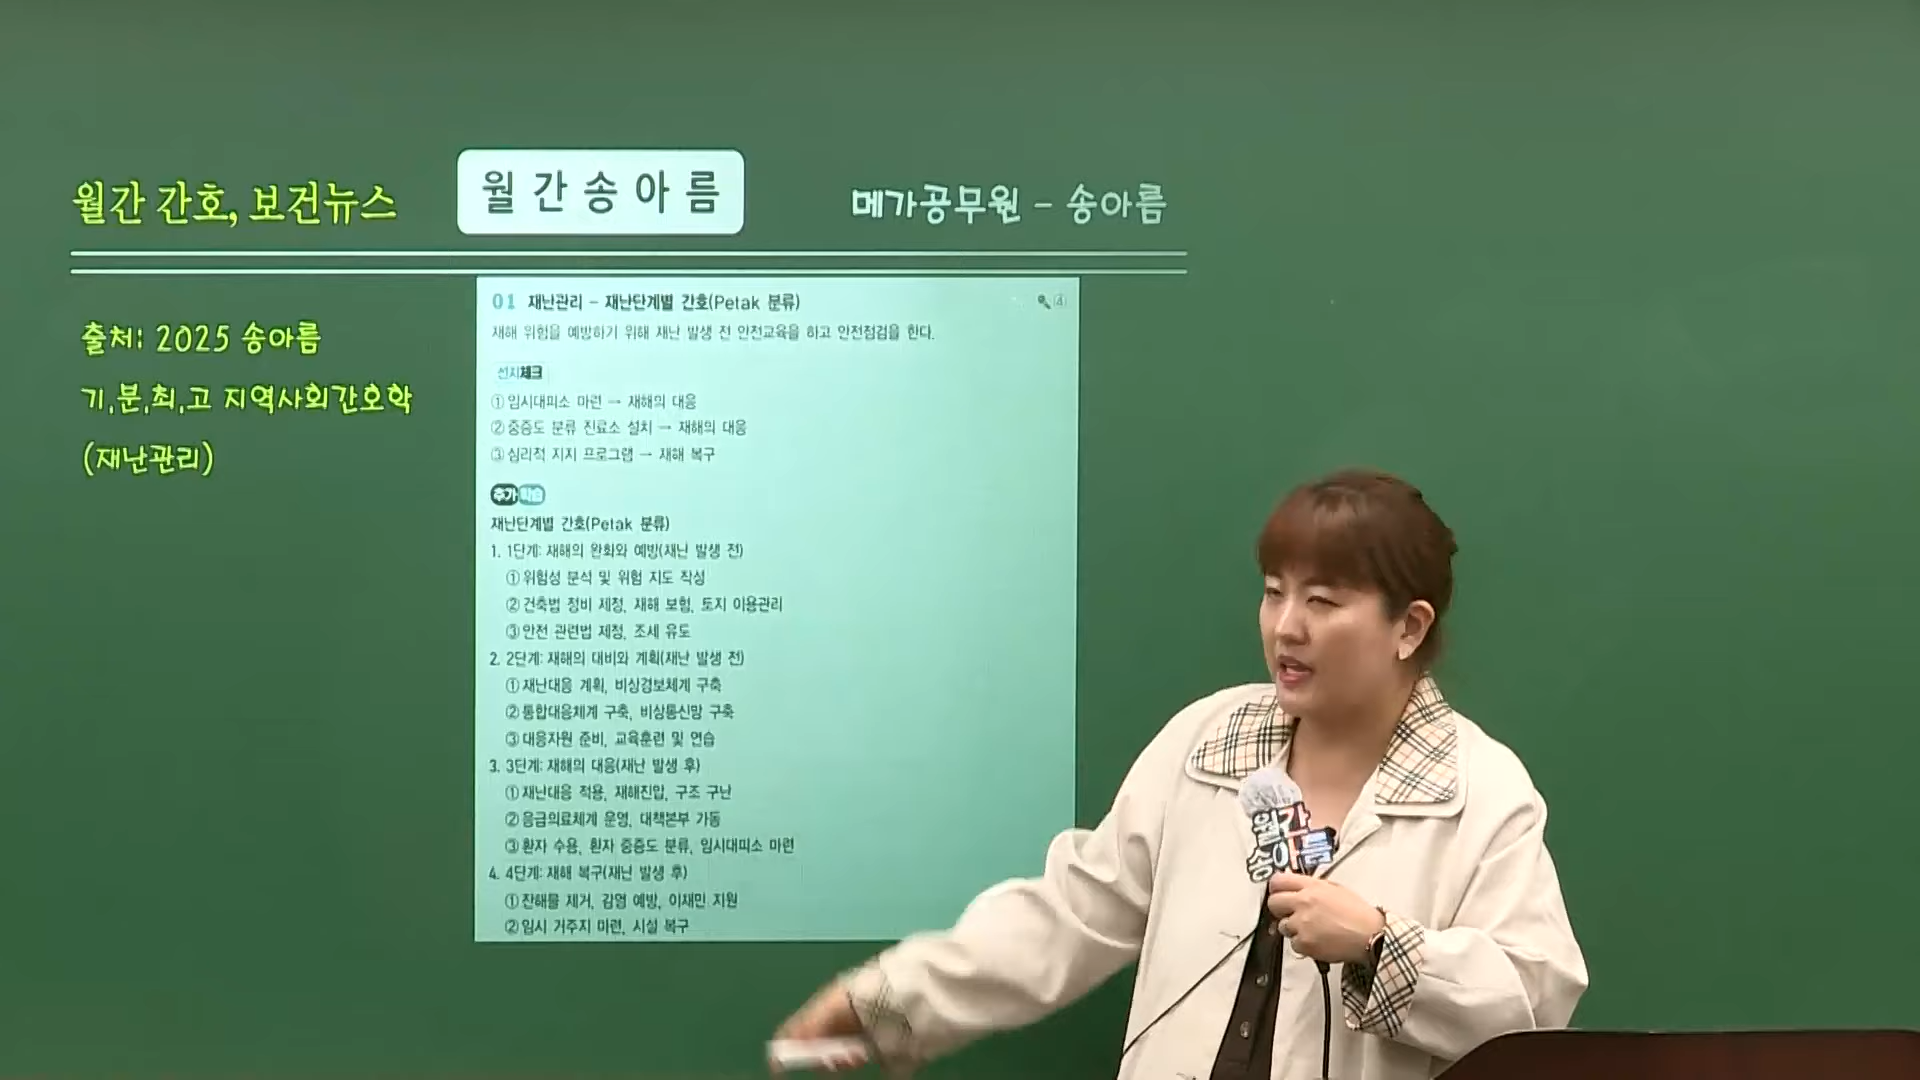 월간 간호, 보건뉴스
월간송아름
메가공무원 - 송아름
출처: 2025 송아름
기,분,최,고 지역사회간호학
(재난관리)
01 재난관리 - 재난단계별 간호(Petak 분류)
④
재해 위험을 예방하기 위해 재난 발생 전 안전교육을 하고 안전점검을 한다.
선지체크
① 임시대피소 마련 → 재해의 대응
② 중증도 분류 진료소 설치 → 재해의 대응
③ 심리적 지지 프로그램 → 재해 복구
추가학습
재난단계별 간호(Petak 분류)
1. 1단계: 재해의 완화와 예방(재난 발생 전)
① 위험성 분석 및 위험 지도 작성
② 건축법 정비 제정, 재해 보험, 토지 이용관리
③ 안전 관련법 제정, 조세 유도
2. 2단계: 재해의 대비와 계획(재난 발생 전)
① 재난대응 계획, 비상경보체계 구축
② 통합대응체계 구축, 비상통신망 구축
③ 대응자원 준비, 교육훈련 및 연습
3. 3단계: 재해의 대응(재난 발생 후)
① 재난대응 적용, 재해진압, 구조 구난
② 응급의료체계 운영, 대책본부 가동
③ 환자 수용, 환자 중증도 분류, 임시대피소 마련
4. 4단계: 재해 복구(재난 발생 후)
① 잔해물 제거, 감염 예방, 이재민 지원
② 임시 거주지 마련, 시설 복구
월간
송아름